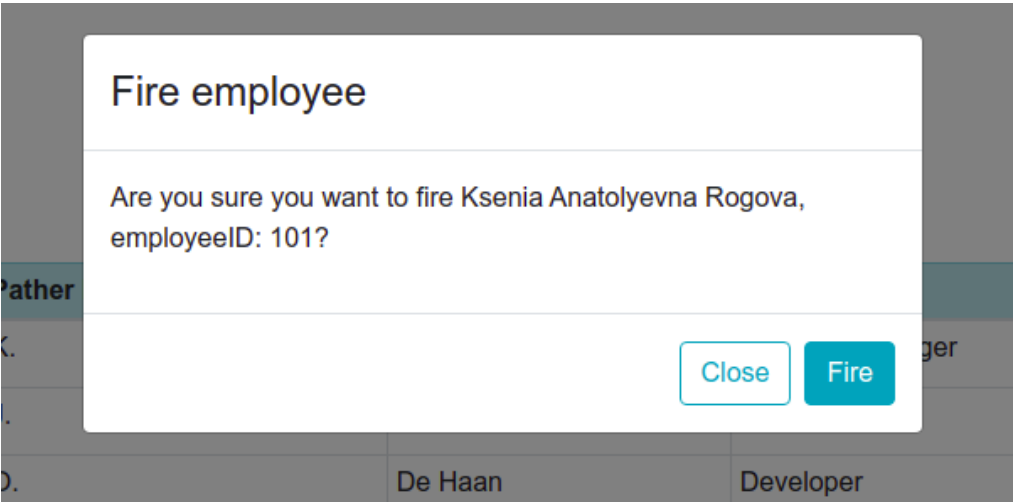 Fire employee
Are you sure you want to fire Ksenia Anatolyevna Rogova,
employeeID: 101?
Pather
K.
ger
Close Fire
J.
D. De Haan Developer